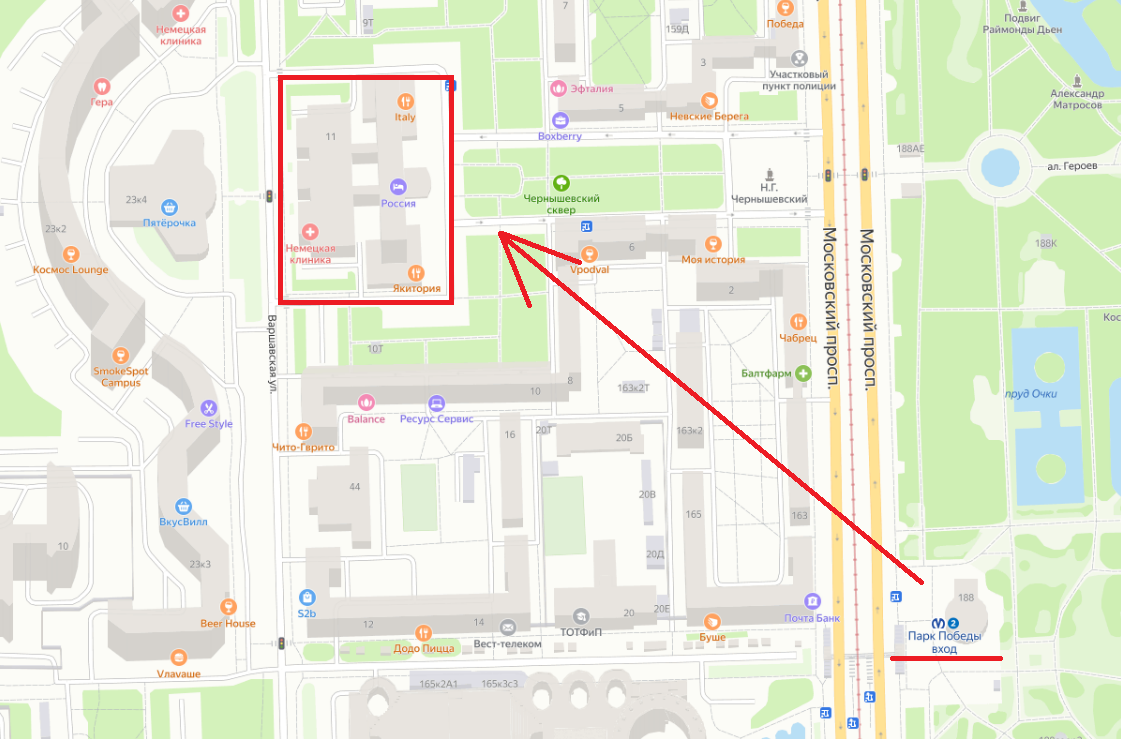 Немецкая
клиника
9Т
7
159Д
Победа
Подвиг
Раймонды Дьен
Гера
3
Участковый
пункт полиции
Эфталия
5
Невские Берега
Александр
Матросов
Italy
11
Boxberry
188АЕ
ал. Героев
23к4
Пятёрочка
Россия
Чернышевский
сквер
Н.Г.
Чернышевский
23к2
Космос Lounge
Немецкая
клиника
Якитория
6
Vpodval
Моя история
2
188К
Московский просп.
Московский просп.
Варшавская ул.
Чабрец
Кос
SmokeSpot
Campus
10Т
Балтфарм
пруд Очки
8
10
163к2Т
Free Style
Balance
Ресурс Сервис
Чито-Гврито
16
20Т
20Б
163к2
44
20В
165
163
ВкусВилл
10
20Д
23к3
S2b
Beer House
12
14
20
20Е
Почта Банк
188
2
Парк Победы
вход
Додо Пицца
Вест-телеком
ТОТФиП
Буше
Vлаvаше
165к2А1
165к3с3